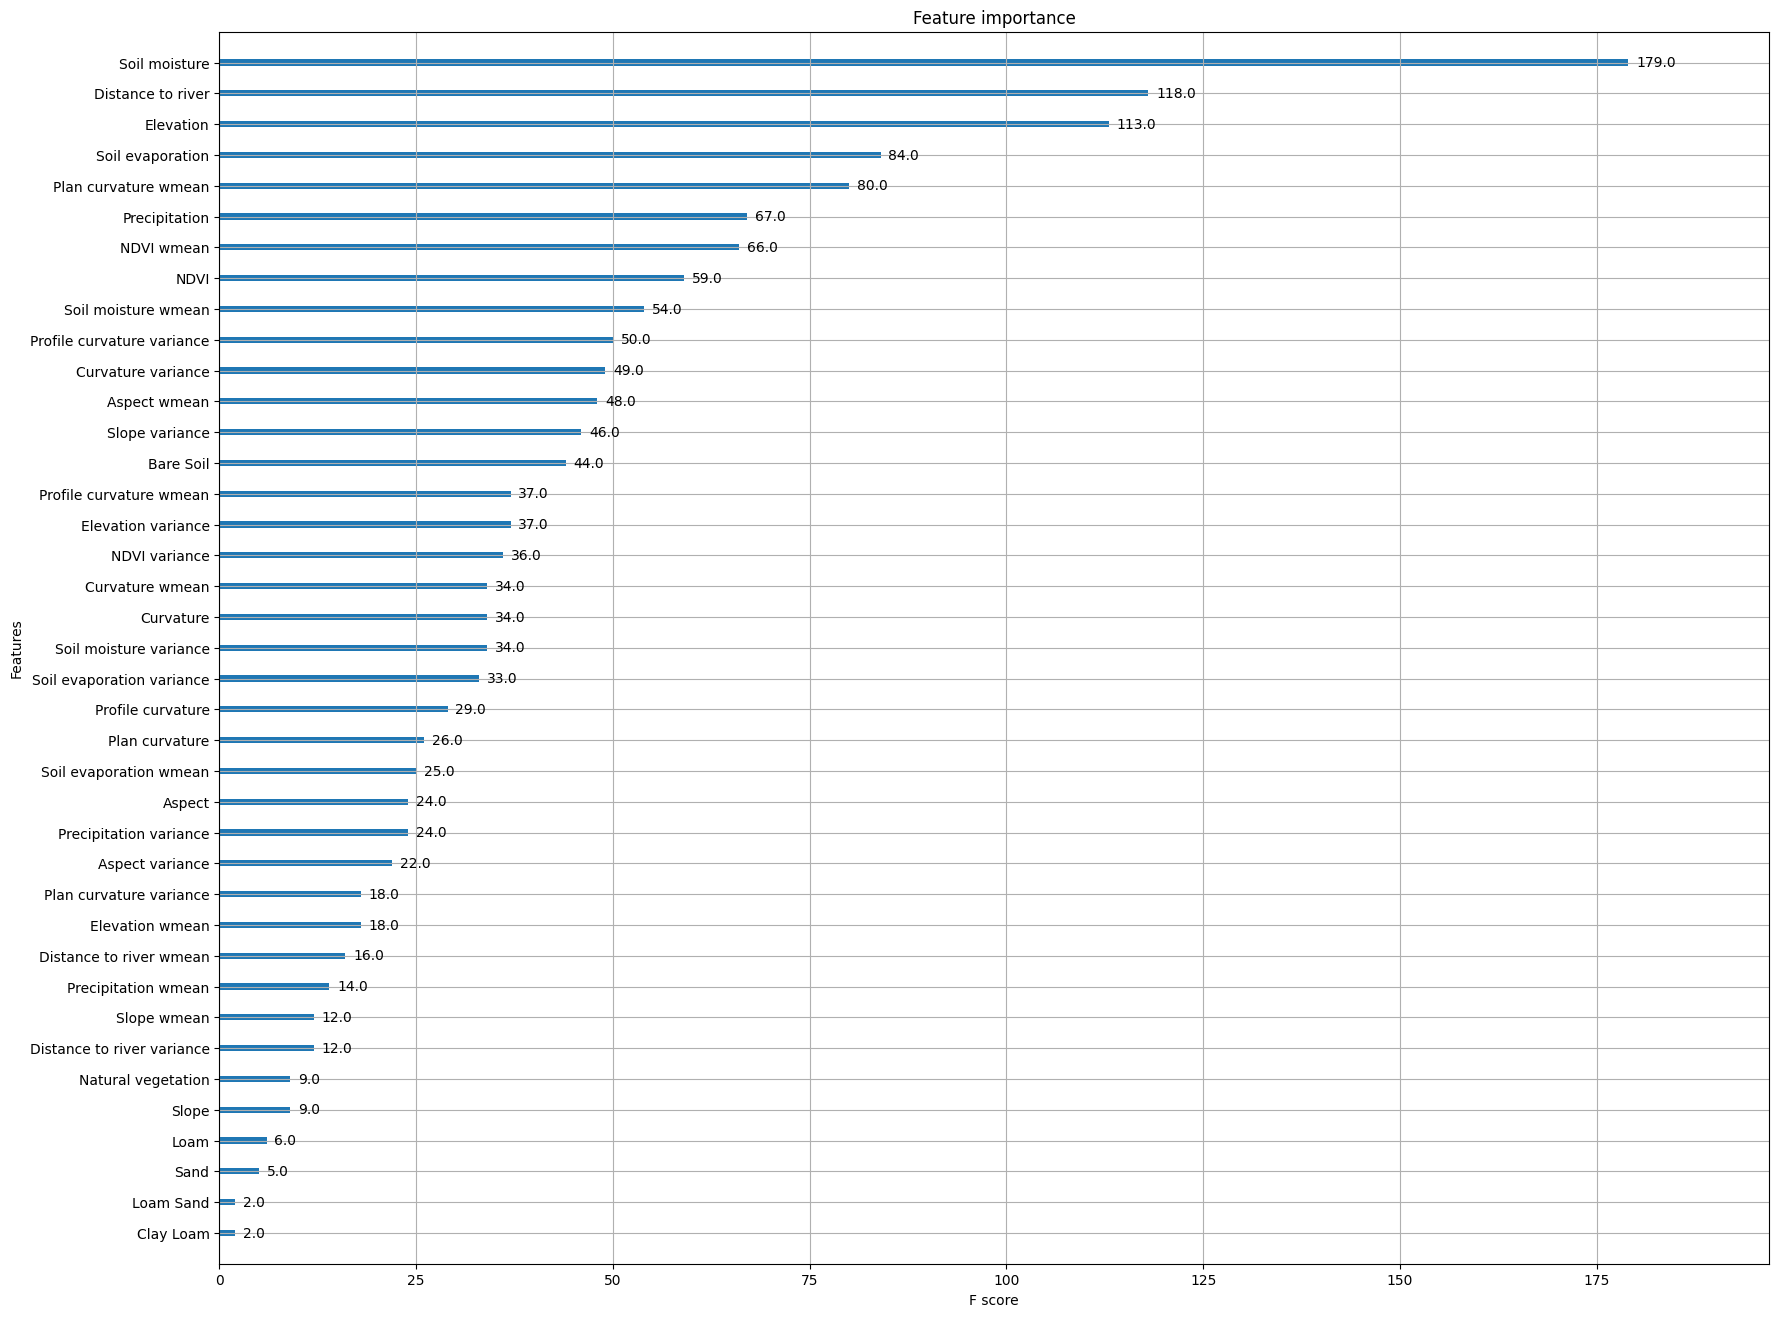 Feature importance
Soil moisture 179.0
Distance to river 118.0
Elevation 113.0
Soil evaporation 84.0
Plan curvature wmean 80.0
Precipitation 67.0
NDVI wmean 66.0
NDVI 59.0
Soil moisture wmean 54.0
Profile curvature variance 50.0
Curvature variance 49.0
Aspect wmean 48.0
Slope variance 46.0
Bare Soil 44.0
Profile curvature wmean 37.0
Elevation variance 37.0
NDVI variance 36.0
Curvature wmean 34.0
Curvature 34.0
Soil moisture variance 34.0
Soil evaporation variance 33.0
Profile curvature 29.0
Plan curvature 26.0
Soil evaporation wmean 25.0
Aspect 24.0
Precipitation variance 24.0
Aspect variance 22.0
Plan curvature variance 18.0
Elevation wmean 18.0
Distance to river wmean 16.0
Precipitation wmean 14.0
Slope wmean 12.0
Distance to river variance 12.0
Natural vegetation 9.0
Slope 9.0
Loam 6.0
Sand 5.0
Loam Sand 2.0
Clay Loam 2.0
Features
0 25 50 75 100 125 150 175
F score